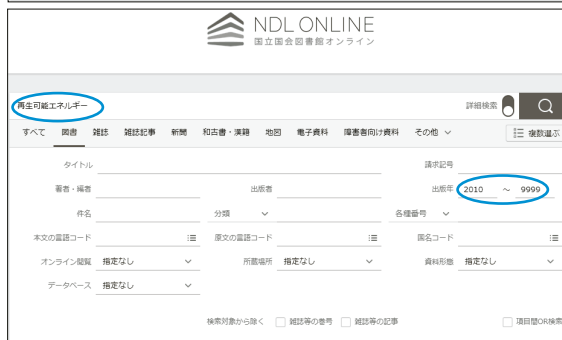 NDL ONLINE
国立国会図書館オンライン
再生可能エネルギー 詳細検索
すべて 図書 雑誌 雑誌記事 新聞 和古書・漢籍 地図 電子資料 障害者向け資料 その他 複数選ぶ
タイトル 請求記号
著者・編者 出版者 出版年 2010 ～ 9999
件名 分類 各種番号
本文の言語コード 原文の言語コード 国名コード
オンライン閲覧 指定なし 所蔵場所 指定なし 資料形態 指定なし
データベース 指定なし
検索対象から除く 雑誌等の巻号 雑誌等の記事 項目間OR検索